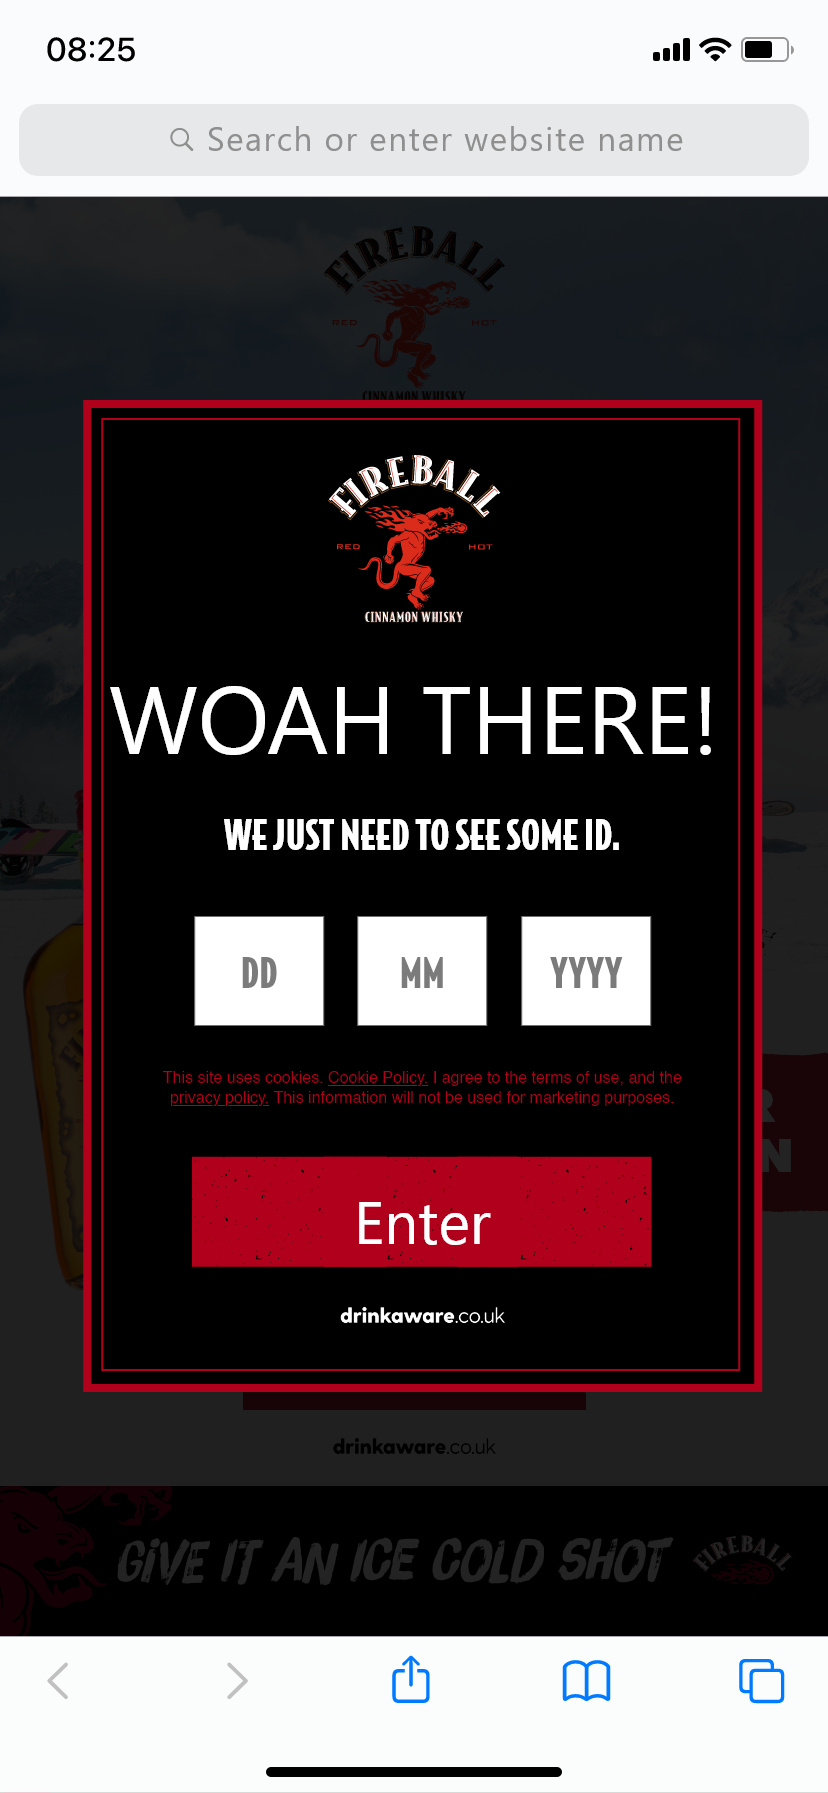 08:25
Search or enter website name
FIREBALL
RED HOT
CINNAMON WHISKY
FIREBALL
RED HOT
CINNAMON WHISKY
WOAH THERE!
WE JUST NEED TO SEE SOME ID.
DD MM YYYY
This site uses cookies. Cookie Policy. I agree to the terms of use, and the
privacy policy. This information will not be used for marketing purposes.
R
N
Enter
drinkaware.co.uk
drinkaware.co.uk
GIVE IT AN ICE COLD SHOT
FIREBALL